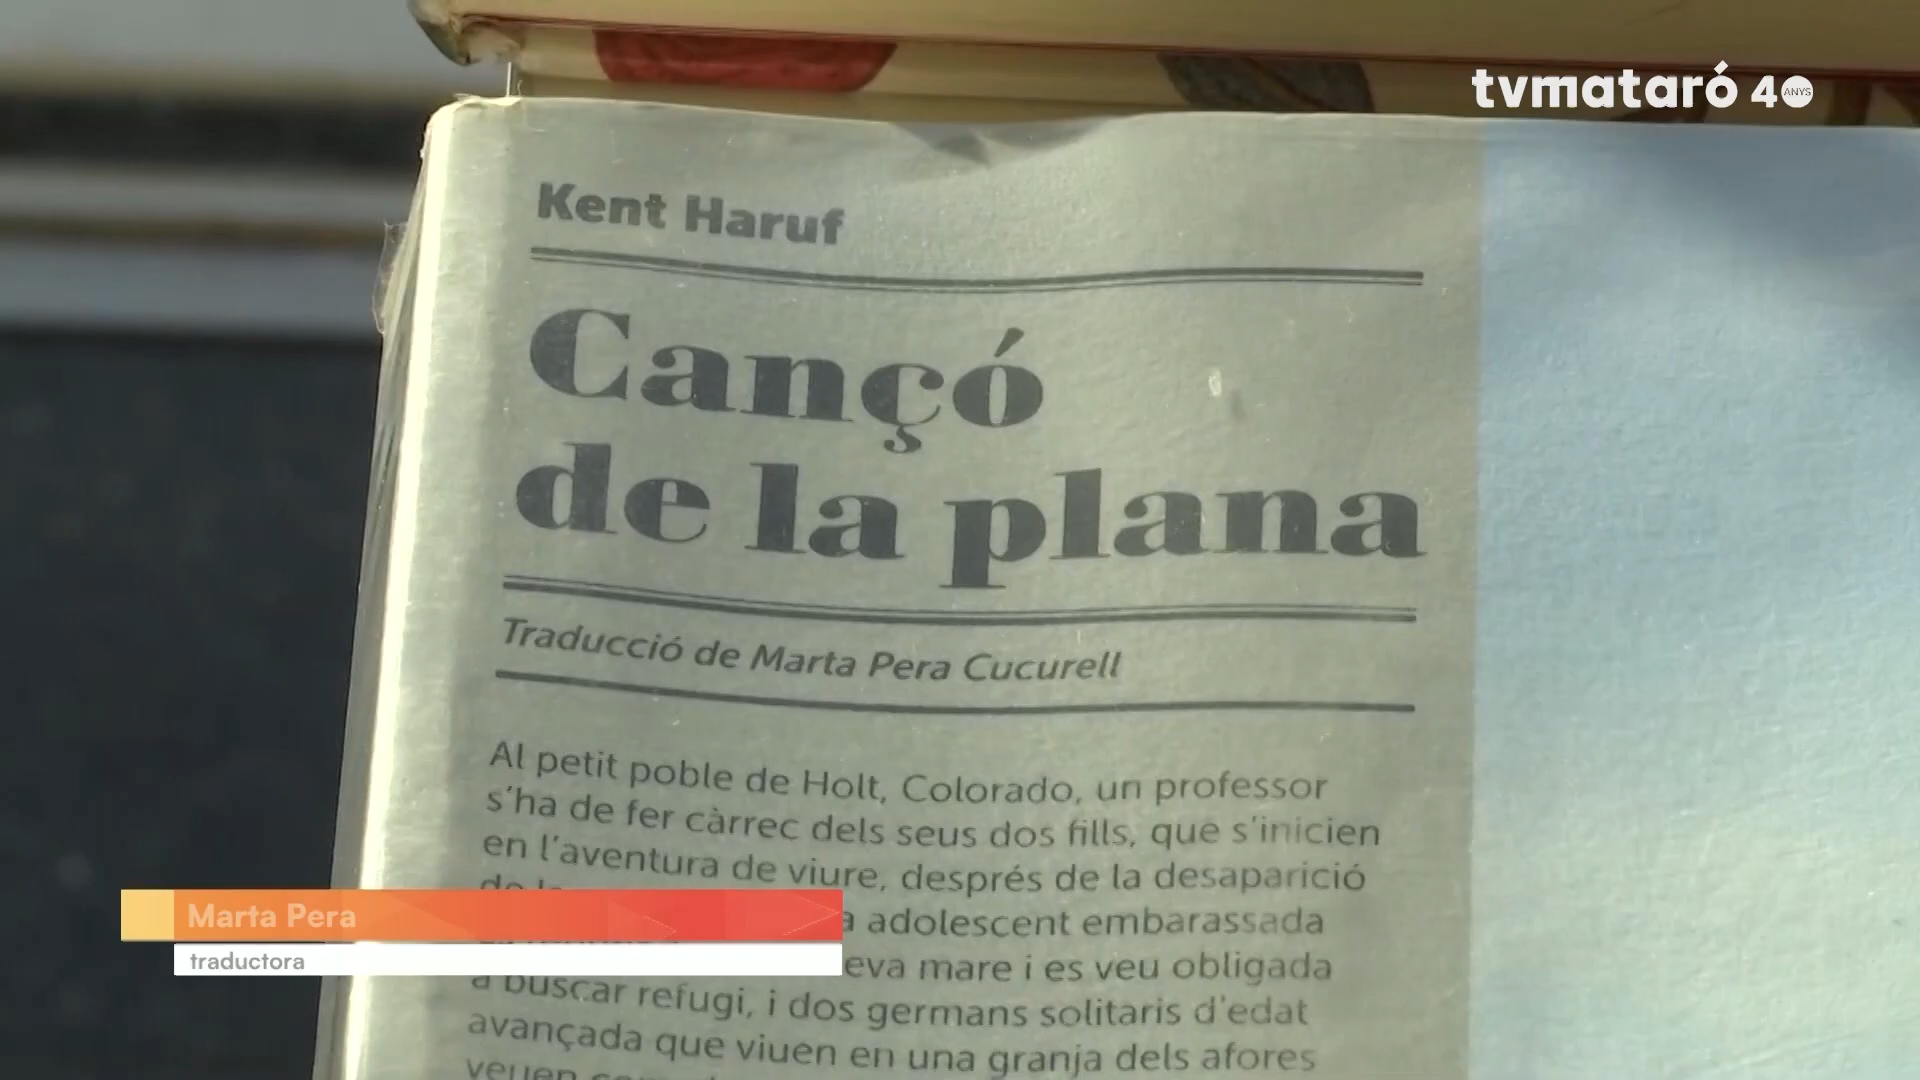 tvmataró 40 ANYS
Kent Haruf
Cançó
de la plana
Traducció de Marta Pera Cucurell
Al petit poble de Holt, Colorado, un professor
s'ha de fer càrrec dels seus dos fills, que s'inicien
en l'aventura de viure, després de la desaparició
a adolescent embarassada
eva mare i es veu obligada
a buscar refugi, i dos germans solitaris d'edat
avançada que viuen en una granja dels afores
veuen
Marta Pera
traductora